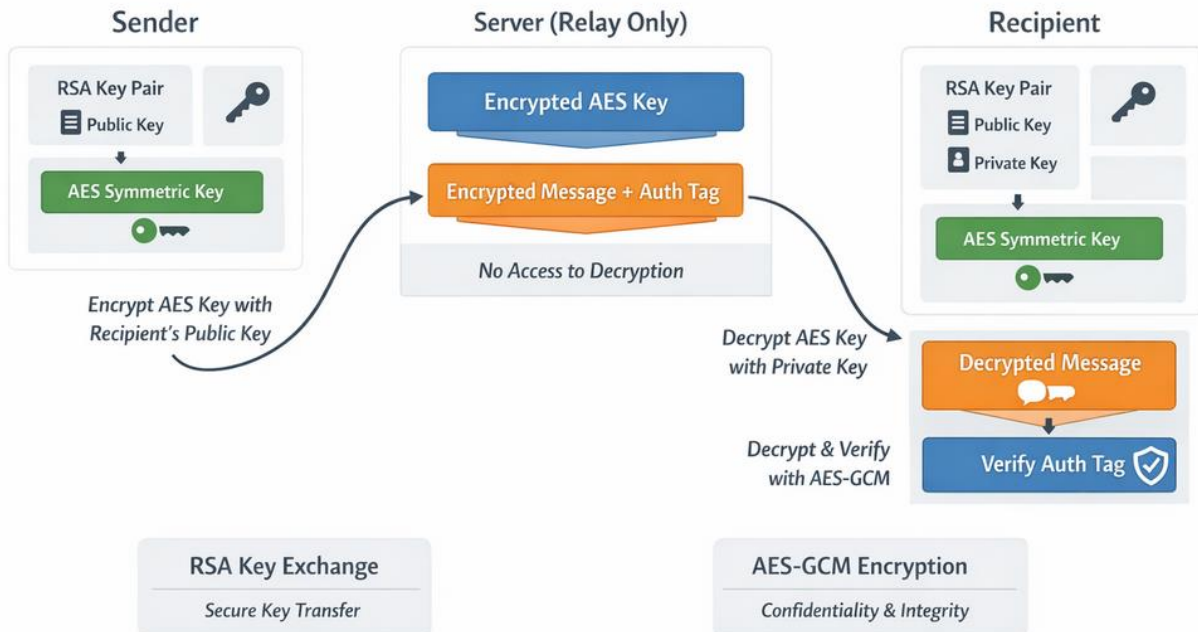 Sender
RSA Key Pair
Public Key
AES Symmetric Key
Encrypt AES Key with
Recipient's Public Key
Server (Relay Only)
Encrypted AES Key
Encrypted Message + Auth Tag
No Access to Decryption
Recipient
RSA Key Pair
Public Key
Private Key
AES Symmetric Key
Decrypt AES Key
with Private Key
Decrypted Message
Decrypt & Verify
with AES-GCM
Verify Auth Tag
RSA Key Exchange
Secure Key Transfer
AES-GCM Encryption
Confidentiality & Integrity